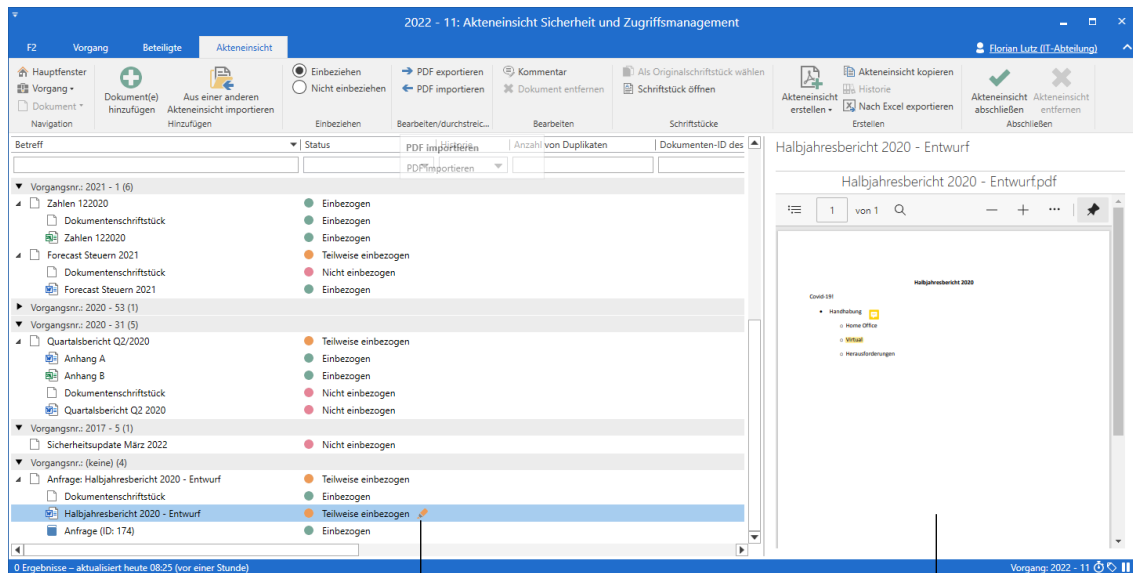 2022 - 11: Akteneinsicht Sicherheit und Zugriffsmanagement
F2 Vorgang Beteiligte Akteneinsicht Florian Lutz (IT-Abteilung)
Hauptfenster
Vorgang
Dokument
Navigation
Dokument(e) hinzufügen
Aus einer anderen Akteneinsicht importieren
Hinzufügen
Einbeziehen
Nicht einbeziehen
Einbeziehen
PDF exportieren
PDF importieren
Bearbeiten/durchstreic...
Kommentar
Dokument entfernen
Bearbeiten
Als Originalschriftstück wählen
Schriftstück öffnen
Schriftstücke
Akteneinsicht erstellen
Akteneinsicht kopieren
Historie
Nach Excel exportieren
Erstellen
Akteneinsicht abschließen
Akteneinsicht entfernen
Abschließen
Betreff Status Historie Anzahl von Duplikaten Dokumenten-ID des
PDF importieren
PDF importieren
Vorgangsnr.: 2021 - 1 (6)
Zahlen 122020 Einbezogen
Dokumentenschriftstück Einbezogen
Zahlen 122020 Einbezogen
Forecast Steuern 2021 Teilweise einbezogen
Dokumentenschriftstück Nicht einbezogen
Forecast Steuern 2021 Einbezogen
Vorgangsnr.: 2020 - 53 (1)
Vorgangsnr.: 2020 - 31 (5)
Quartalsbericht Q2/2020 Teilweise einbezogen
Anhang A Einbezogen
Anhang B Einbezogen
Dokumentenschriftstück Nicht einbezogen
Quartalsbericht Q2 2020 Nicht einbezogen
Vorgangsnr.: 2017 - 5 (1)
Sicherheitsupdate März 2022 Nicht einbezogen
Vorgangsnr.: (keine) (4)
Anfrage: Halbjahresbericht 2020 - Entwurf Teilweise einbezogen
Dokumentenschriftstück Einbezogen
Halbjahresbericht 2020 - Entwurf Teilweise einbezogen
Anfrage (ID: 174) Einbezogen
Halbjahresbericht 2020 - Entwurf
Halbjahresbericht 2020 - Entwurf.pdf
1 von 1
Halbjahresbericht 2020
Covid-19!
• Handhabung
o Home Office
o Virtual
o Herausforderungen
0 Ergebnisse – aktualisiert heute 08:25 (vor einer Stunde) Vorgang: 2022 - 11